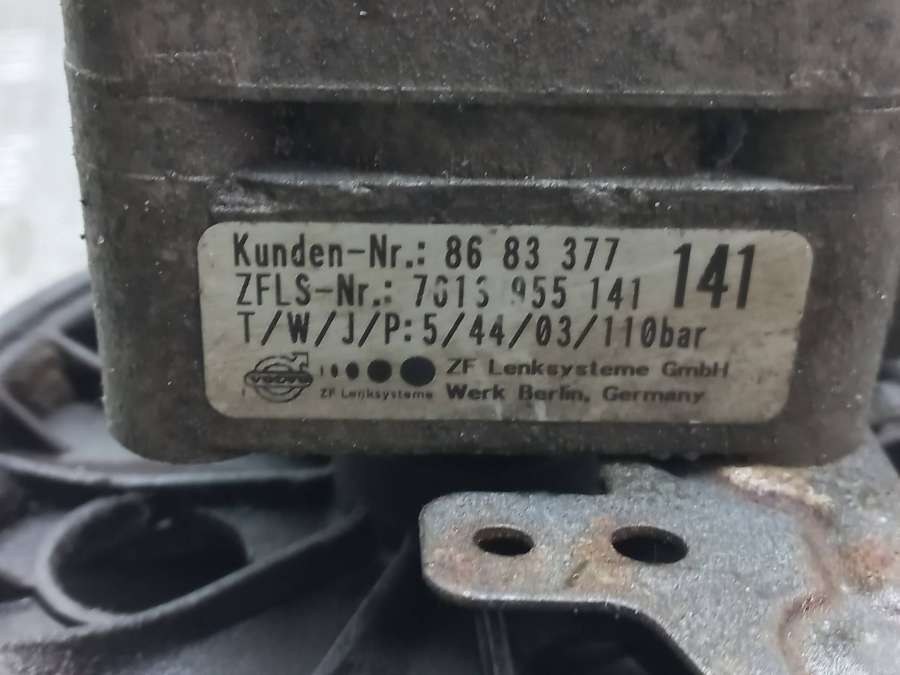 Kunden-Nr.: 86 83 377 141
ZFLS-Nr.: 955 141
T/W/J/P: 5/44/03/110bar
VOLVO ZF Lenksysteme GmbH
ZF Lenksysteme Werk Berlin, Germany